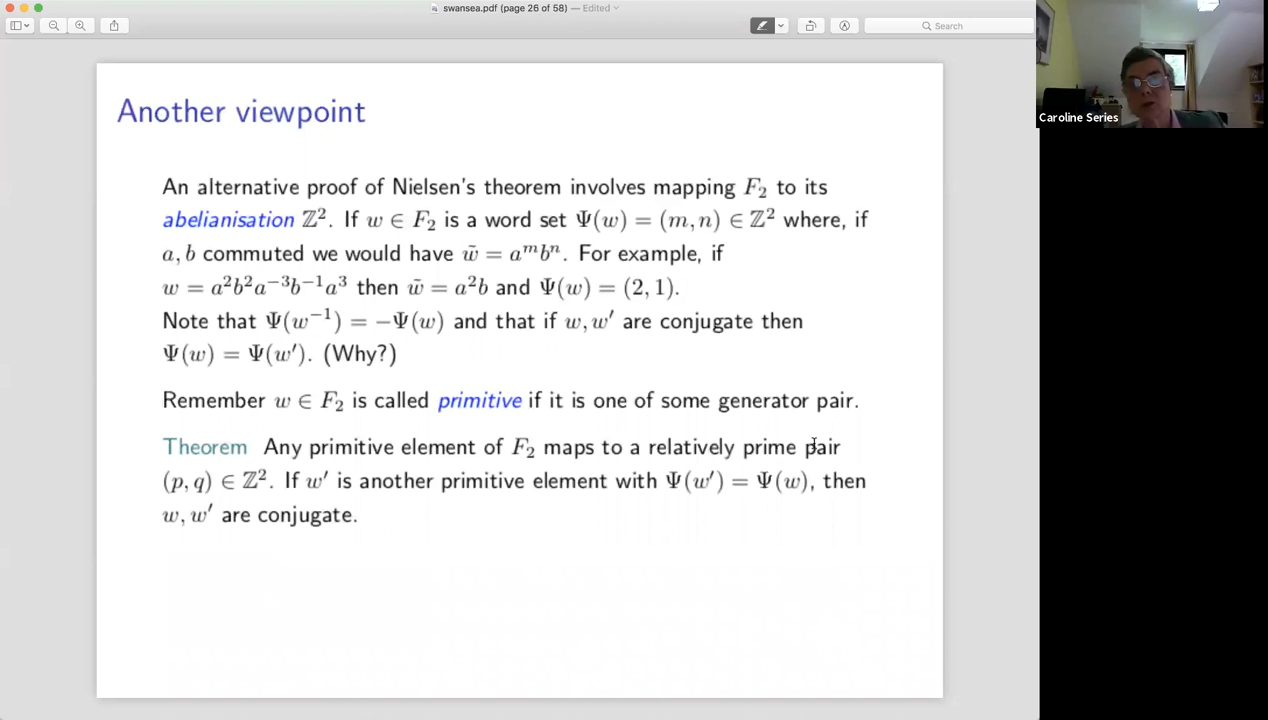 swansea.pdf (page 26 of 58) — Edited
Search
Caroline Series
Another viewpoint
An alternative proof of Nielsen's theorem involves mapping F₂ to its
abelianisation ℤ². If w ∈ F₂ is a word set Ψ(w) = (m, n) ∈ ℤ² where, if
a, b commuted we would have w̃ = aᵐbⁿ. For example, if
w = a²b²a⁻³b⁻¹a³ then w̃ = a²b and Ψ(w) = (2, 1).
Note that Ψ(w⁻¹) = −Ψ(w) and that if w, w′ are conjugate then
Ψ(w) = Ψ(w′). (Why?)
Remember w ∈ F₂ is called primitive if it is one of some generator pair.
Theorem Any primitive element of F₂ maps to a relatively prime pair
(p, q) ∈ ℤ². If w′ is another primitive element with Ψ(w′) = Ψ(w), then
w, w′ are conjugate.